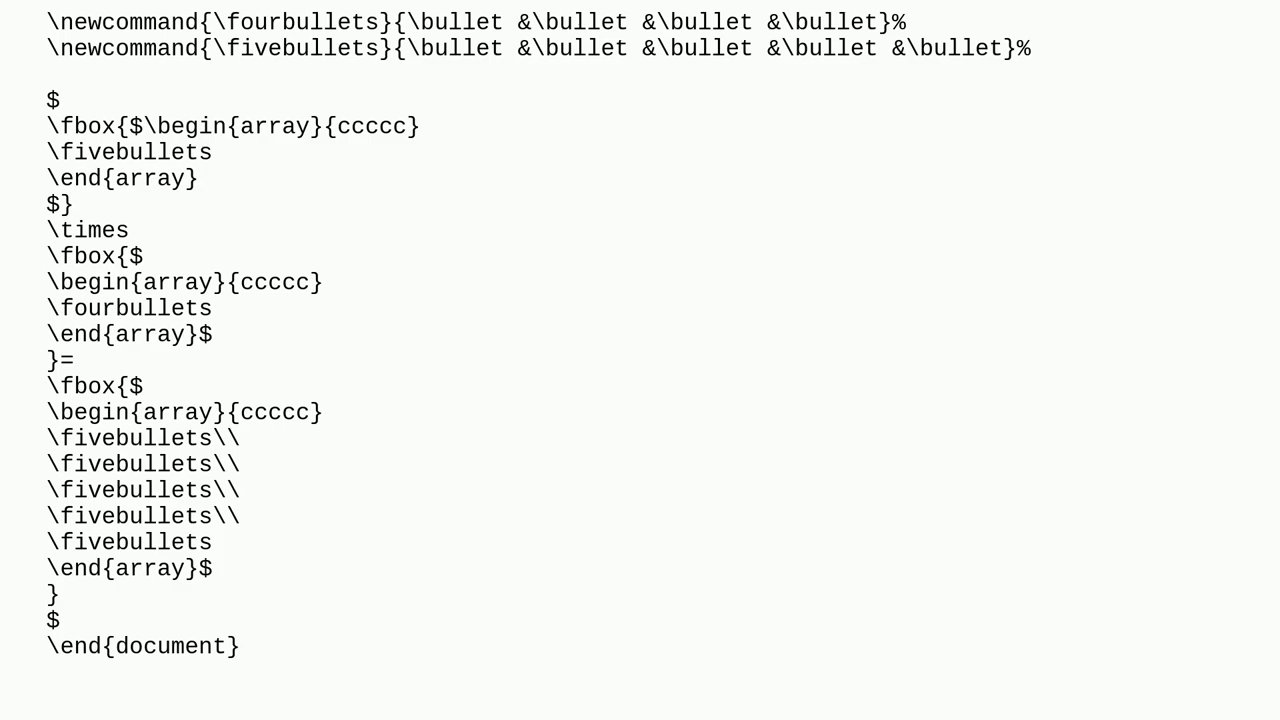 \newcommand{\fourbullets}{\bullet &\bullet &\bullet &\bullet}%
\newcommand{\fivebullets}{\bullet &\bullet &\bullet &\bullet &\bullet}%

$
\fbox{$\begin{array}{ccccc}
\fivebullets
\end{array}
$}
\times
\fbox{$
\begin{array}{ccccc}
\fourbullets
\end{array}$
}=
\fbox{$
\begin{array}{ccccc}
\fivebullets\\
\fivebullets\\
\fivebullets\\
\fivebullets\\
\fivebullets
\end{array}$
}
$
\end{document}